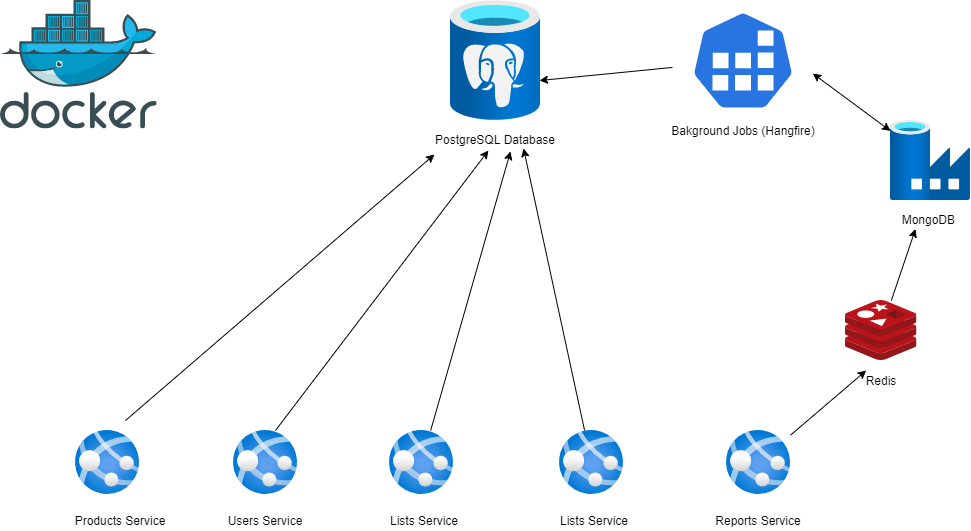 docker
PostgreSQL Database
Bakground Jobs (Hangfire)
MongoDB
Redis
Products Service
Users Service
Lists Service
Lists Service
Reports Service